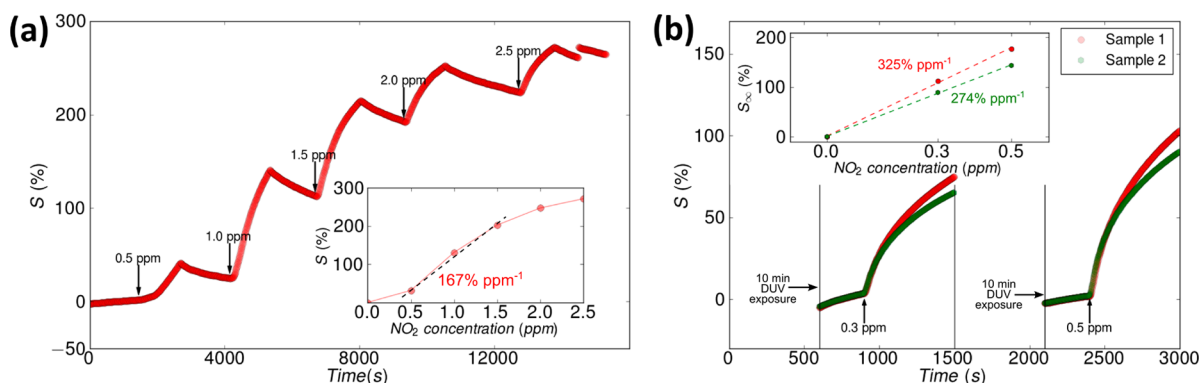 (a)
300
250
200
150
100
50
0
−50
S (%)
0
2000
4000
6000
8000
10000
12000
Time(s)
0.5 ppm
1.0 ppm
1.5 ppm
2.0 ppm
2.5 ppm
300
200
100
S (%)
0.0
0.5
1.0
1.5
2.0
2.5
NO₂ concentration (ppm)
167% ppm⁻¹
(b)
150
100
50
0
S (%)
0
500
1000
1500
2000
2500
3000
Time (s)
Sample 1
Sample 2
200
100
0
S∞ (%)
0.0
0.3
0.5
NO₂ concentration (ppm)
325% ppm⁻¹
274% ppm⁻¹
10 min
DUV
exposure
0.3 ppm
10 min
DUV
exposure
0.5 ppm